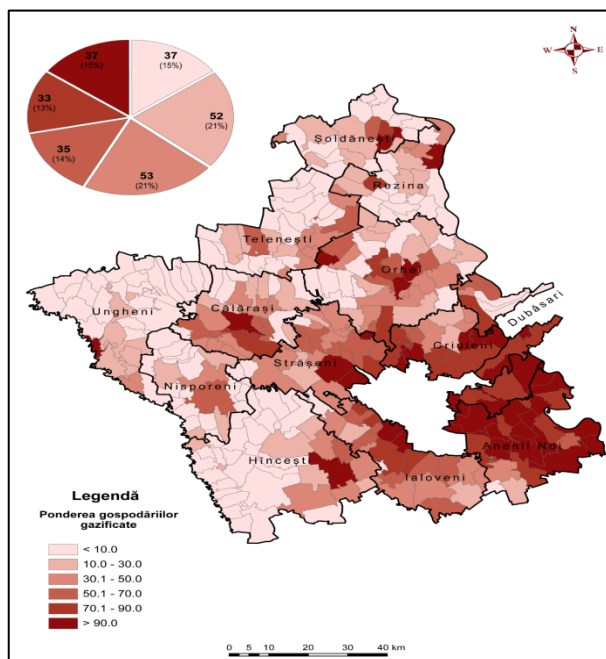 37
(15%)
37
(15%)
33
(13%)
52
(21%)
35
(14%)
53
(21%)
N
W E
S
Șoldănești
Rezina
Telenești
Orhei
Ungheni
Călărași
Dubăsari
Criuleni
Strășeni
Nisporeni
Anenii Noi
Hîncești
Ialoveni
Legendă
Ponderea gospodăriilor
gazificate
< 10.0
10.0 - 30.0
30.1 - 50.0
50.1 - 70.0
70.1 - 90.0
> 90.0
0 5 10 20 30 40 km